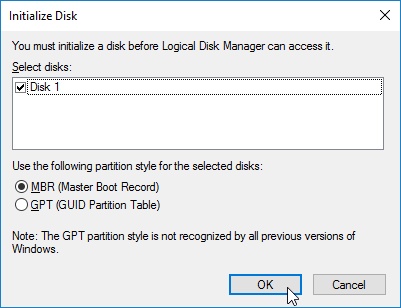 Initialize Disk
You must initialize a disk before Logical Disk Manager can access it.
Select disks:
Disk 1
Use the following partition style for the selected disks:
MBR (Master Boot Record)
GPT (GUID Partition Table)
Note: The GPT partition style is not recognized by all previous versions of
Windows.
OK
Cancel